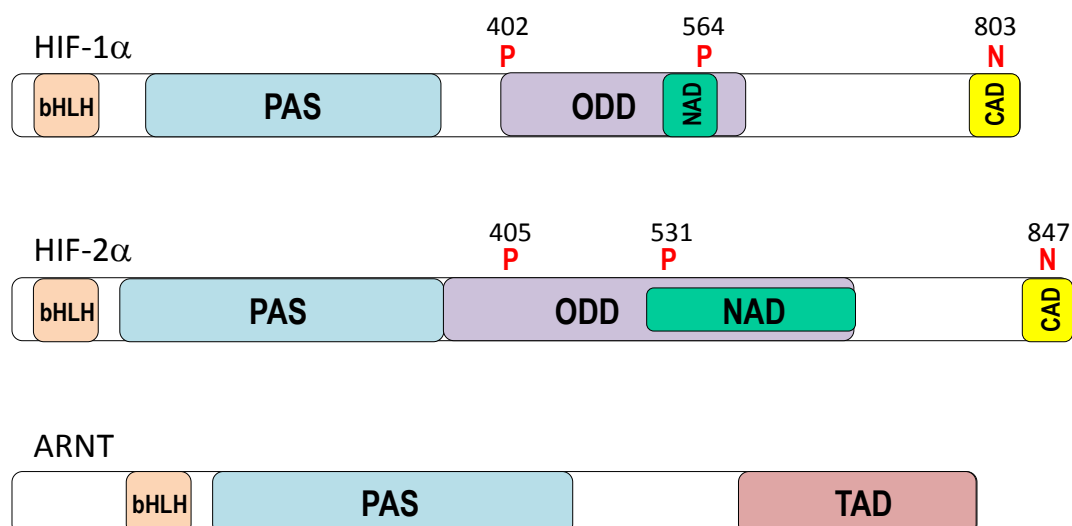 402 564 803
HIF-1α P P N
bHLH PAS ODD NAD CAD
405 531 847
HIF-2α P P N
bHLH PAS ODD NAD CAD
ARNT
bHLH PAS TAD